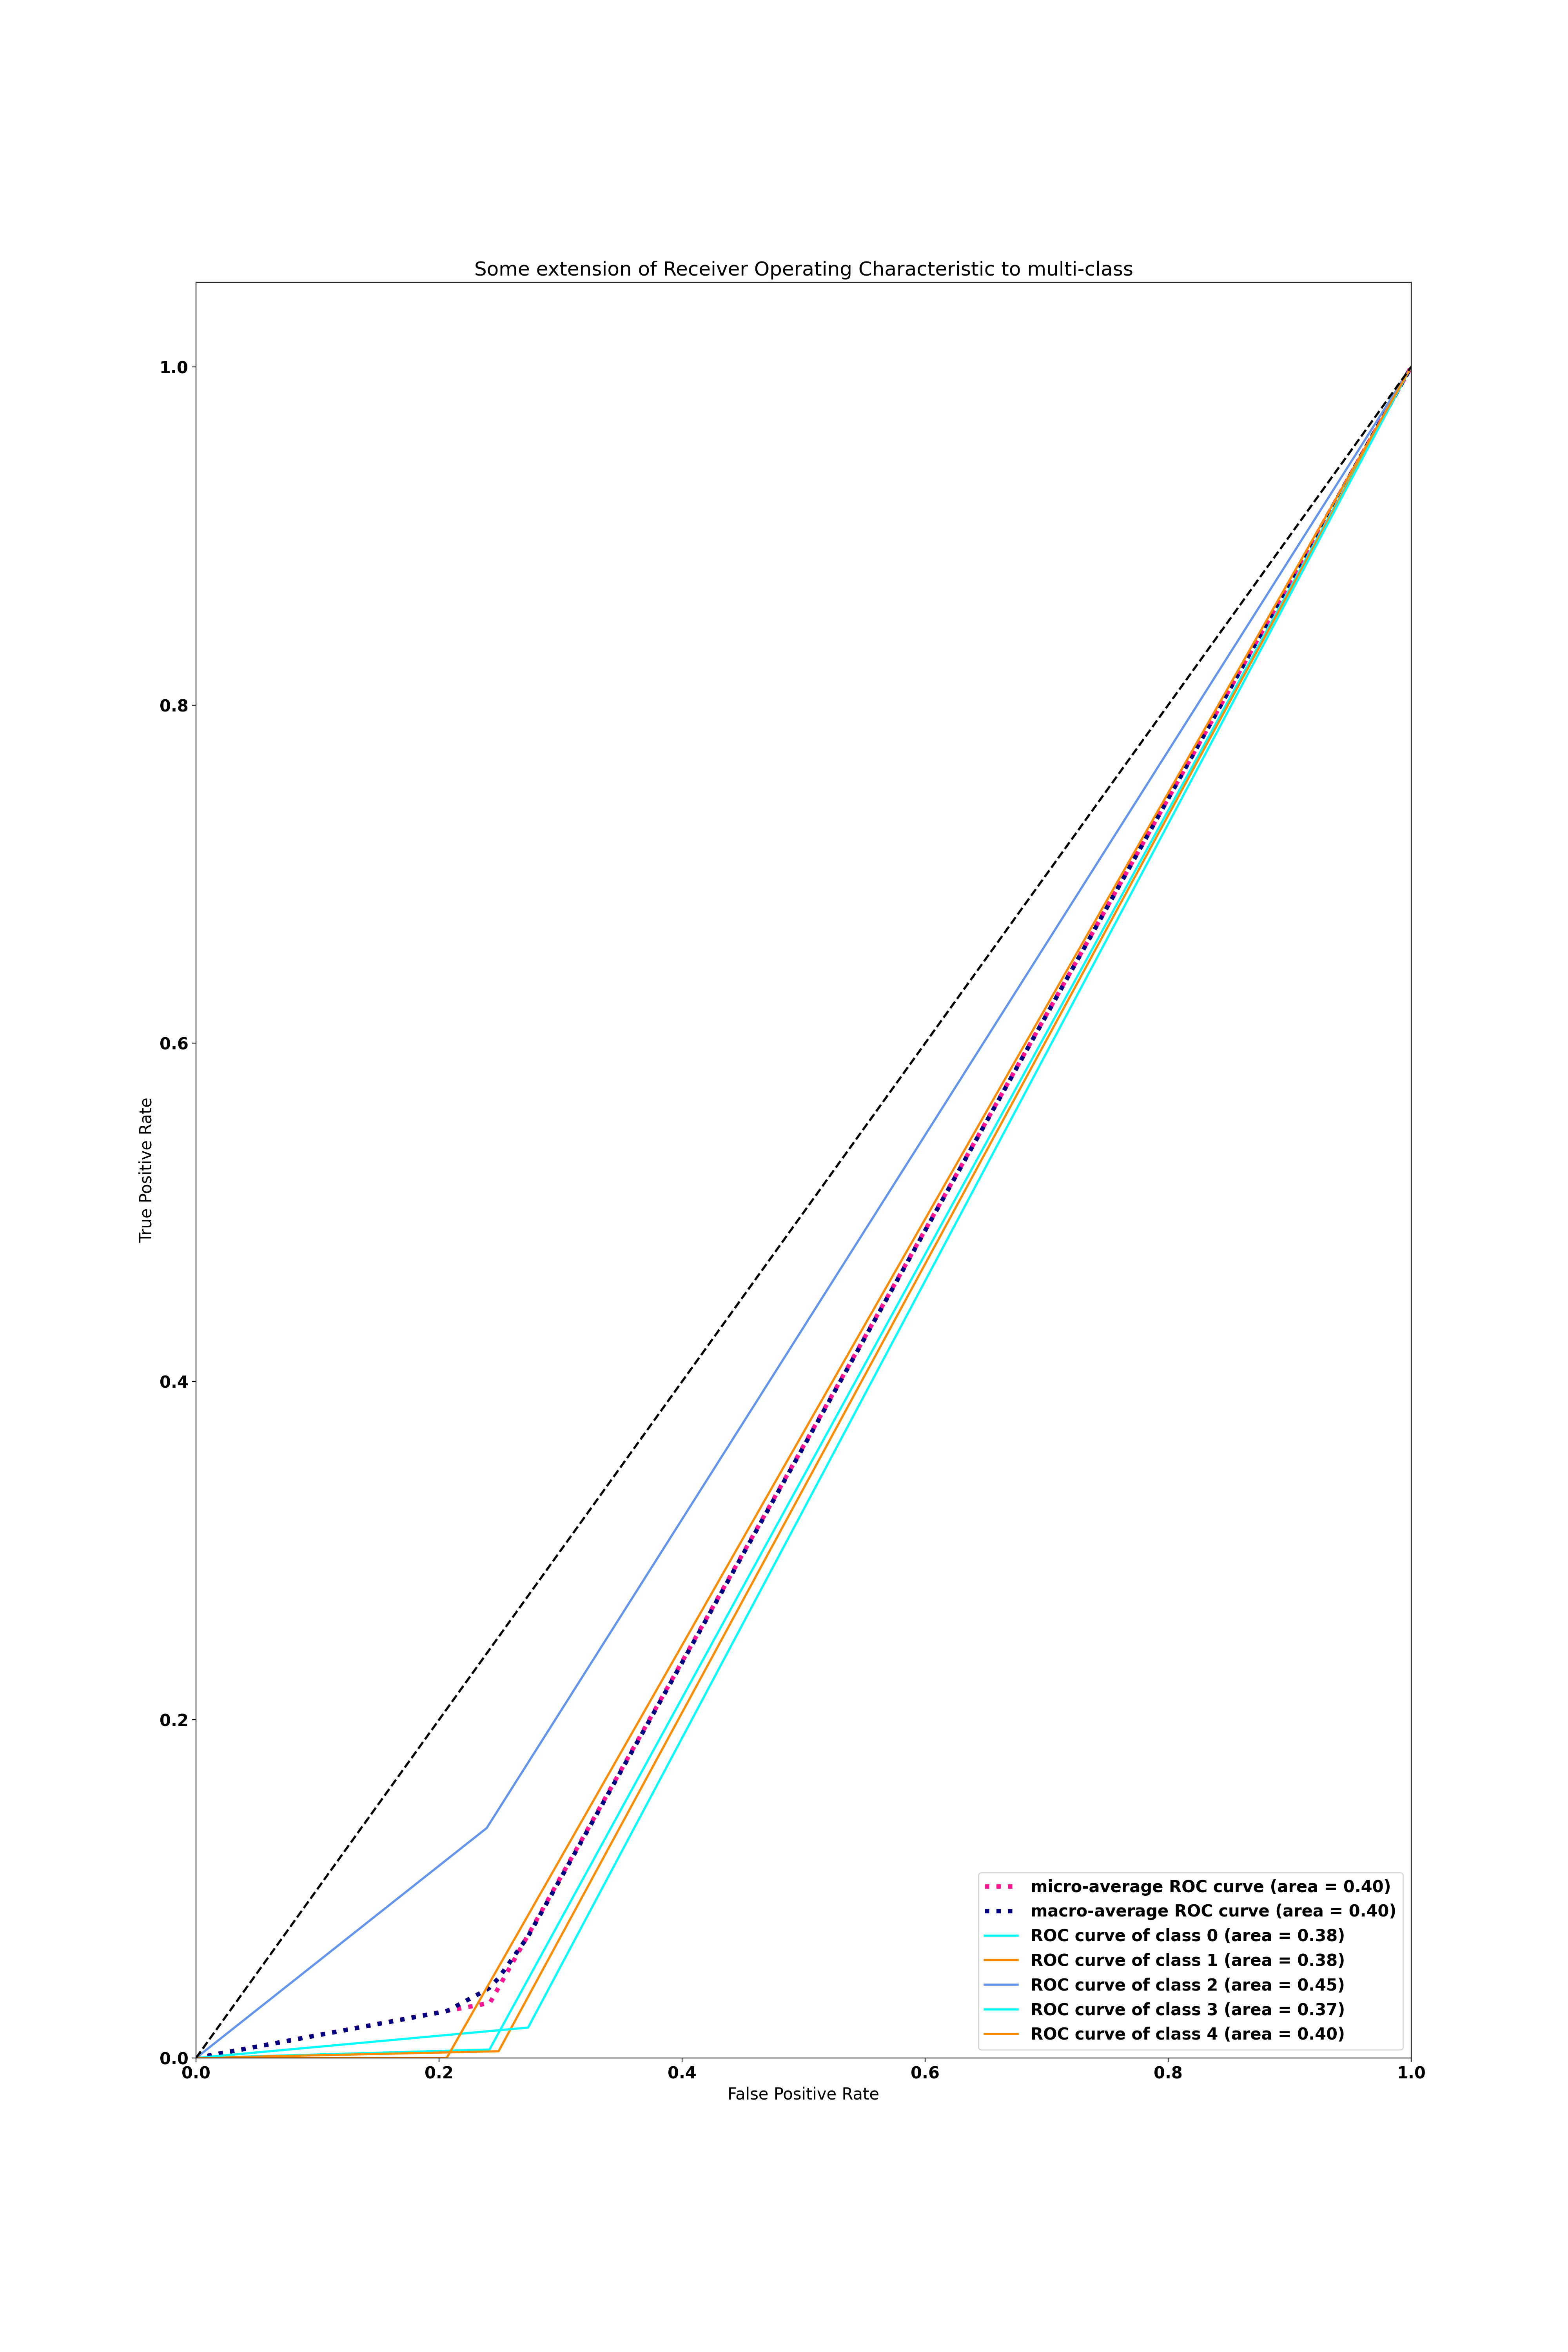 Some extension of Receiver Operating Characteristic to multi-class
1.0
0.8
0.6
0.4
0.2
0.0
True Positive Rate
0.0 0.2 0.4 0.6 0.8 1.0
False Positive Rate
micro-average ROC curve (area = 0.40)
macro-average ROC curve (area = 0.40)
ROC curve of class 0 (area = 0.38)
ROC curve of class 1 (area = 0.38)
ROC curve of class 2 (area = 0.45)
ROC curve of class 3 (area = 0.37)
ROC curve of class 4 (area = 0.40)